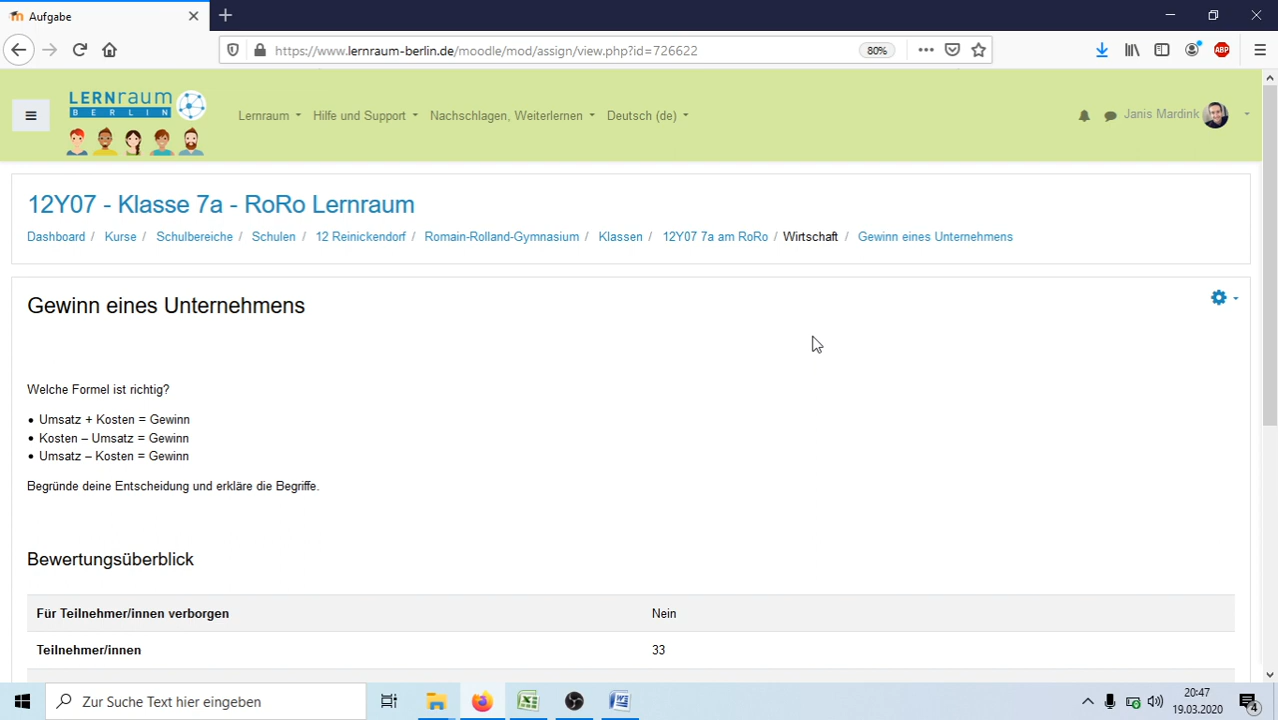 Aufgabe
https://www.lernraum-berlin.de/moodle/mod/assign/view.php?id=726622
80%
ABP
LERNraum
BERLIN
Lernraum Hilfe und Support Nachschlagen, Weiterlernen Deutsch (de)
Janis Mardink
12Y07 - Klasse 7a - RoRo Lernraum
Dashboard / Kurse / Schulbereiche / Schulen / 12 Reinickendorf / Romain-Rolland-Gymnasium / Klassen / 12Y07 7a am RoRo / Wirtschaft / Gewinn eines Unternehmens
Gewinn eines Unternehmens
Welche Formel ist richtig?
• Umsatz + Kosten = Gewinn
• Kosten – Umsatz = Gewinn
• Umsatz – Kosten = Gewinn
Begründe deine Entscheidung und erkläre die Begriffe.
Bewertungsüberblick
Für Teilnehmer/innen verborgen Nein
Teilnehmer/innen 33
Zur Suche Text hier eingeben
20:47
19.03.2020
4